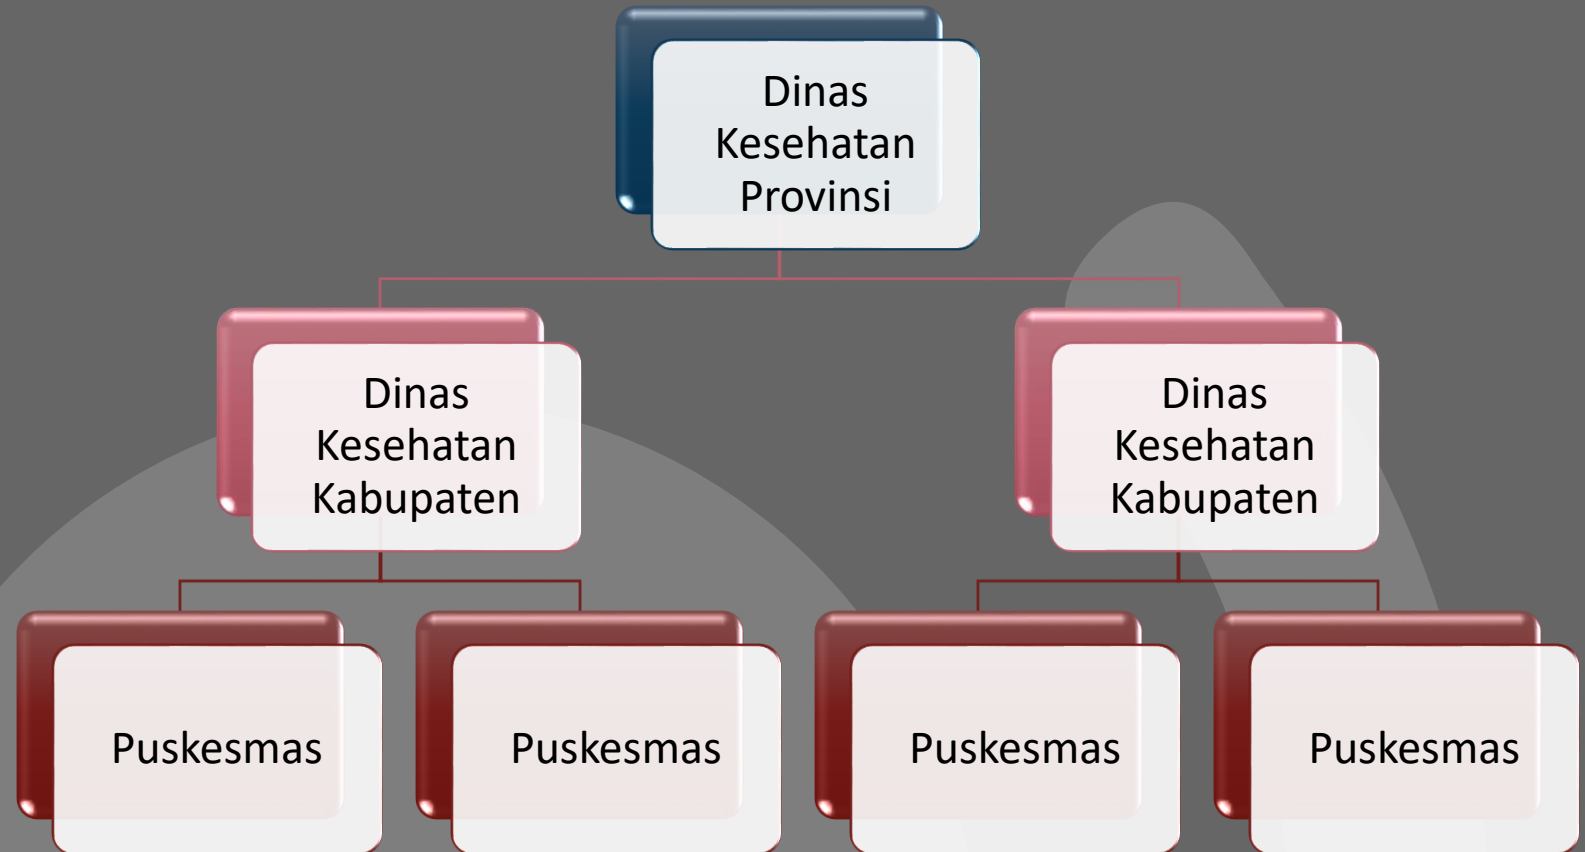 Dinas
Kesehatan
Provinsi
Dinas
Kesehatan
Kabupaten
Dinas
Kesehatan
Kabupaten
Puskesmas
Puskesmas
Puskesmas
Puskesmas